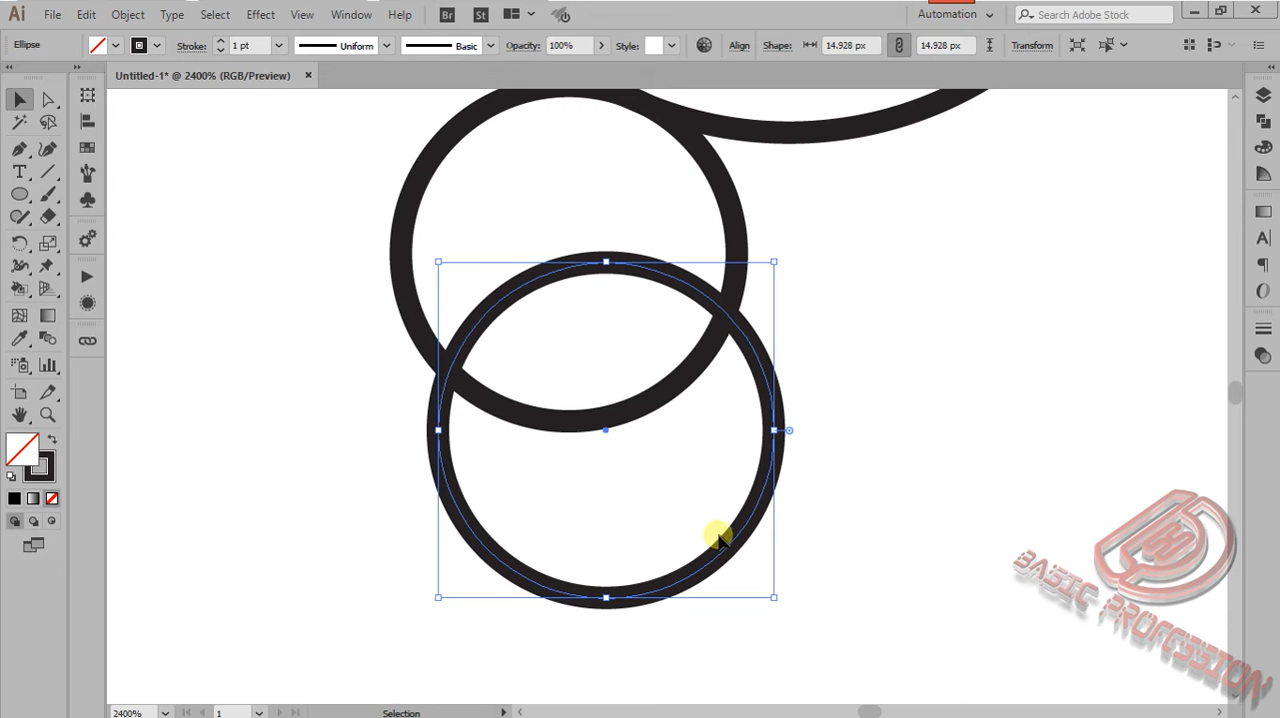 Ai File Edit Object Type Select Effect View Window Help Br St Automation Search Adobe Stock
Ellipse Stroke: 1 pt Uniform Basic Opacity: 100% Style: Align Shape: 14.928 px 14.928 px Transform
Untitled-1* @ 2400% (RGB/Preview) ×
BASIC PROFESSION
2400% 1 Selection